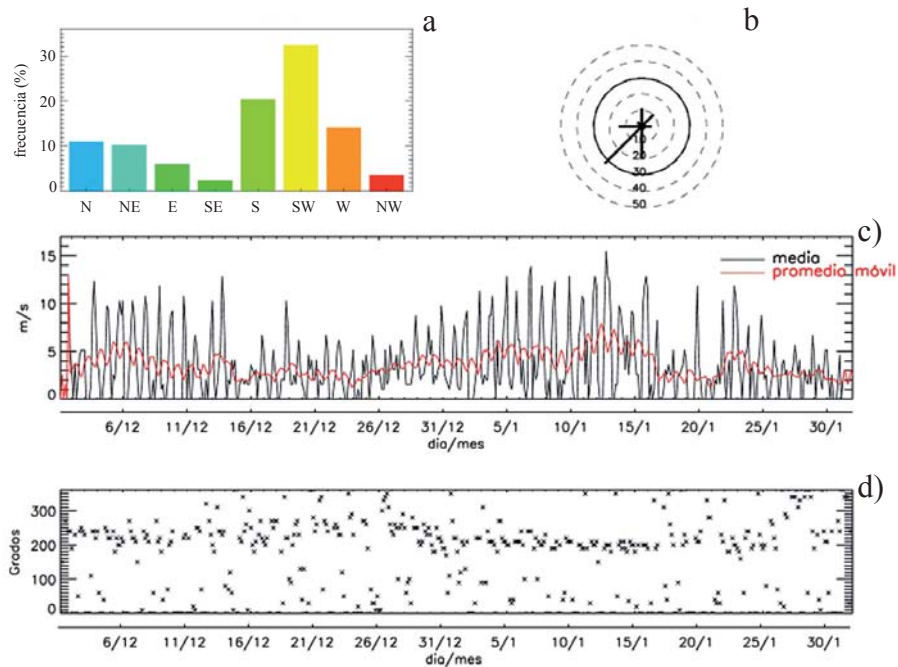 a
frecuencia (%)
30
20
10
0
N NE E SE S SW W NW
b
10
20
30
40
50
c)
media
promedio móvil
m/s
15
10
5
0
6/12 11/12 16/12 21/12 26/12 31/12 5/1 10/1 15/1 20/1 25/1 30/1
dia/mes
d)
Grados
300
200
100
0
6/12 11/12 16/12 21/12 26/12 31/12 5/1 10/1 15/1 20/1 25/1 30/1
dia/mes